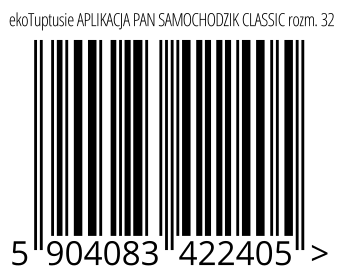 ekoTuptusie APLIKACJA PAN SAMOCHODZIK CLASSIC rozm. 32
5 904083 422405 >